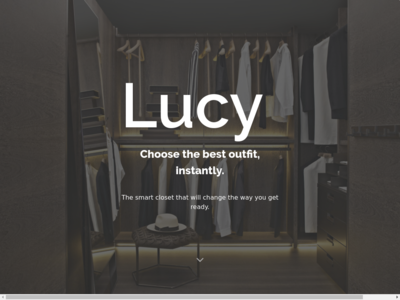 Lucy
Choose the best outfit,
instantly.
The smart closet that will change the way you get
ready.